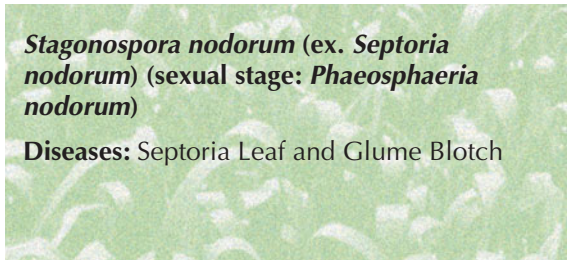 Stagonospora nodorum (ex. Septoria
nodorum) (sexual stage: Phaeosphaeria
nodorum)
Diseases: Septoria Leaf and Glume Blotch